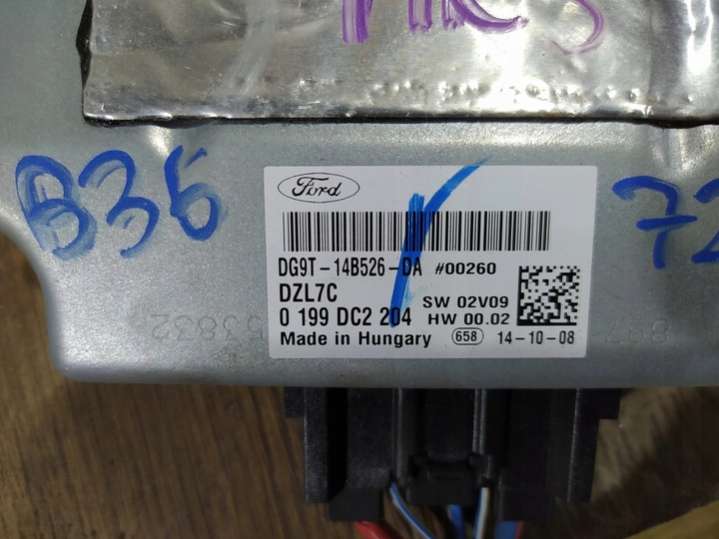 336
72
Ford
DG9T-14B526-DA #00260
DZL7C
SW 02V09
0 199 DC2 204
HW 00.02
Made in Hungary 658 14-10-08